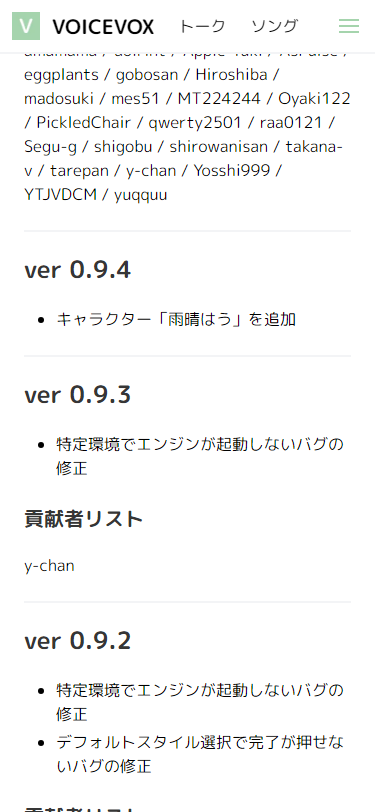 V VOICEVOX トーク ソング
eggplants / gobosan / Hiroshiba /
madosuki / mes51 / MT224244 / Oyaki122
/ PickledChair / qwerty2501 / raa0121 /
Segu-g / shigobu / shirowanisan / takana-
v / tarepan / y-chan / Yosshi999 /
YTJVDCM / yuqquu
ver 0.9.4
• キャラクター「雨晴はう」を追加
ver 0.9.3
• 特定環境でエンジンが起動しないバグの
修正
貢献者リスト
y-chan
ver 0.9.2
• 特定環境でエンジンが起動しないバグの
修正
• デフォルトスタイル選択で完了が押せな
いバグの修正